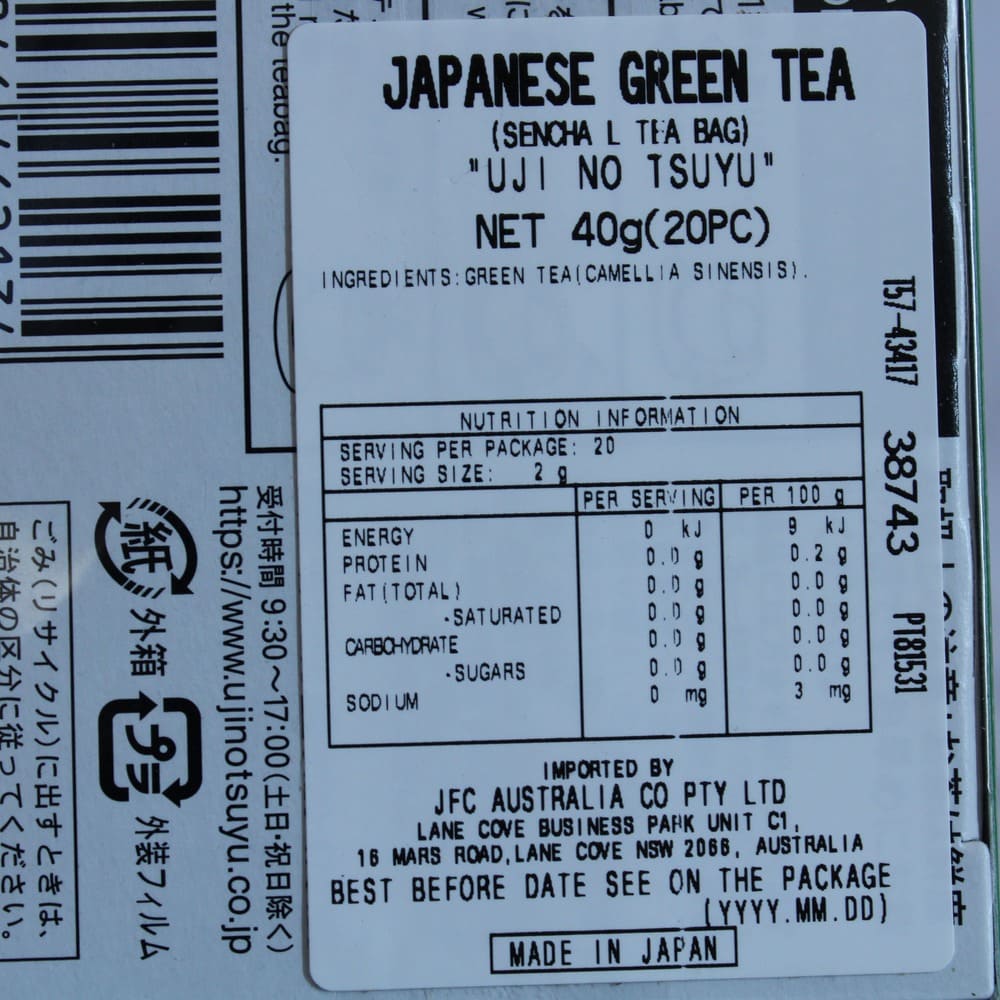 JAPANESE GREEN TEA
(SENCHA L TEA BAG)
"UJI NO TSUYU"
NET 40g(20PC)
INGREDIENTS:GREEN TEA(CAMELLIA SINENSIS).
NUTRITION INFORMATION
SERVING PER PACKAGE: 20
SERVING SIZE: 2 g
PER SERVING PER 100 g
ENERGY 0 kJ 9 kJ
PROTEIN 0.0 g 0.2 g
FAT(TOTAL) 0.0 g 0.0 g
-SATURATED 0.0 g 0.0 g
CARBOHYDRATE 0.0 g 0.0 g
-SUGARS 0.0 g 0.0 g
SODIUM 0 mg 3 mg
IMPORTED BY
JFC AUSTRALIA CO PTY LTD
LANE COVE BUSINESS PARK UNIT C1,
16 MARS ROAD,LANE COVE NSW 2066, AUSTRALIA
BEST BEFORE DATE SEE ON THE PACKAGE
(YYYY.MM.DD)
MADE IN JAPAN
T57-43417 38743 PT81531
the teabag.
受付時間 9:30~17:00(土日・祝日除く)
https://www.ujinotsuyu.co.jp
紙 外箱
プラ 外装フィルム
ごみ(リサイクル)に出すときは、
自治体の区分に従ってください。